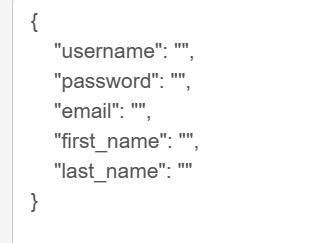 {
"username": "",
"password": "",
"email": "",
"first_name": "",
"last_name": ""
}